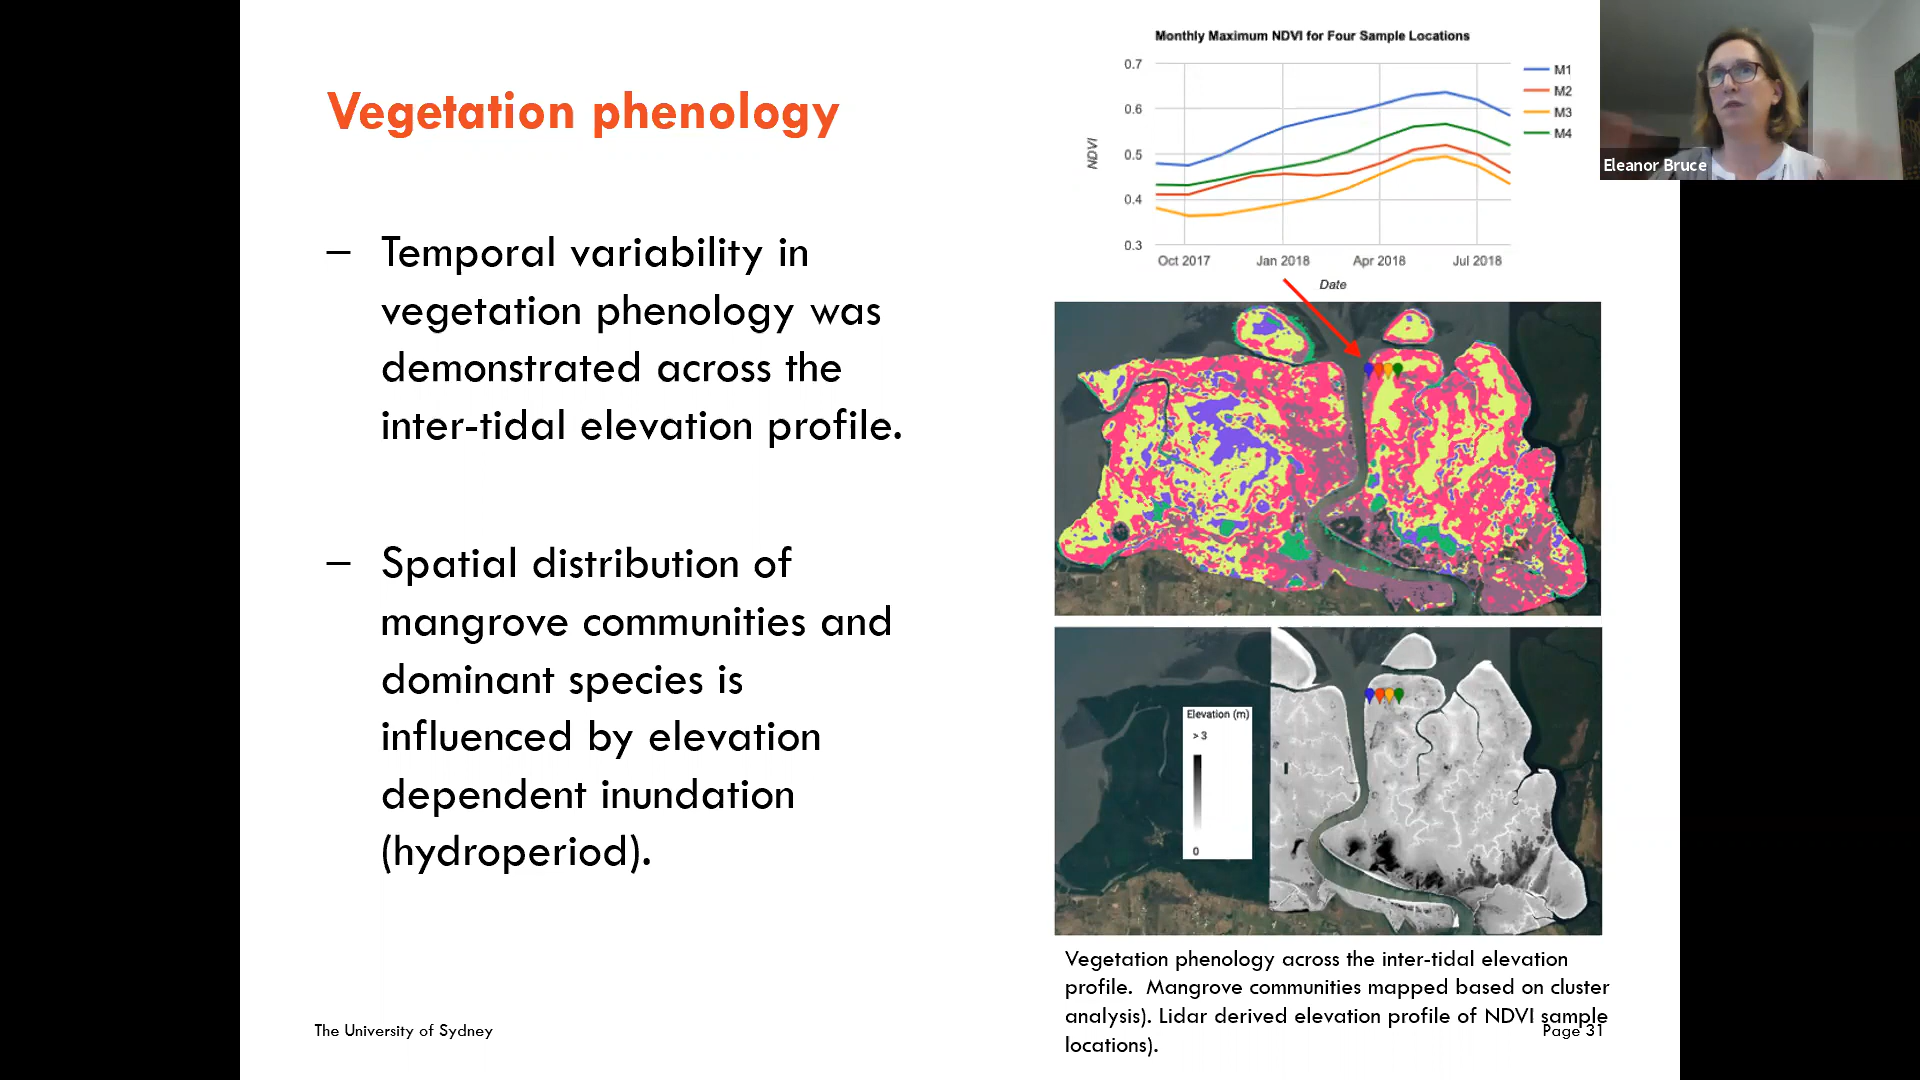 Vegetation phenology
– Temporal variability in
vegetation phenology was
demonstrated across the
inter-tidal elevation profile.
– Spatial distribution of
mangrove communities and
dominant species is
influenced by elevation
dependent inundation
(hydroperiod).
Monthly Maximum NDVI for Four Sample Locations
0.7
0.6
0.5
0.4
0.3
NDVI
Oct 2017 Jan 2018 Apr 2018 Jul 2018
Date
M1
M2
M3
M4
Eleanor Bruce
Elevation (m)
> 3
0
Vegetation phenology across the inter-tidal elevation
profile. Mangrove communities mapped based on cluster
analysis). Lidar derived elevation profile of NDVI sample
locations).
The University of Sydney
Page 31